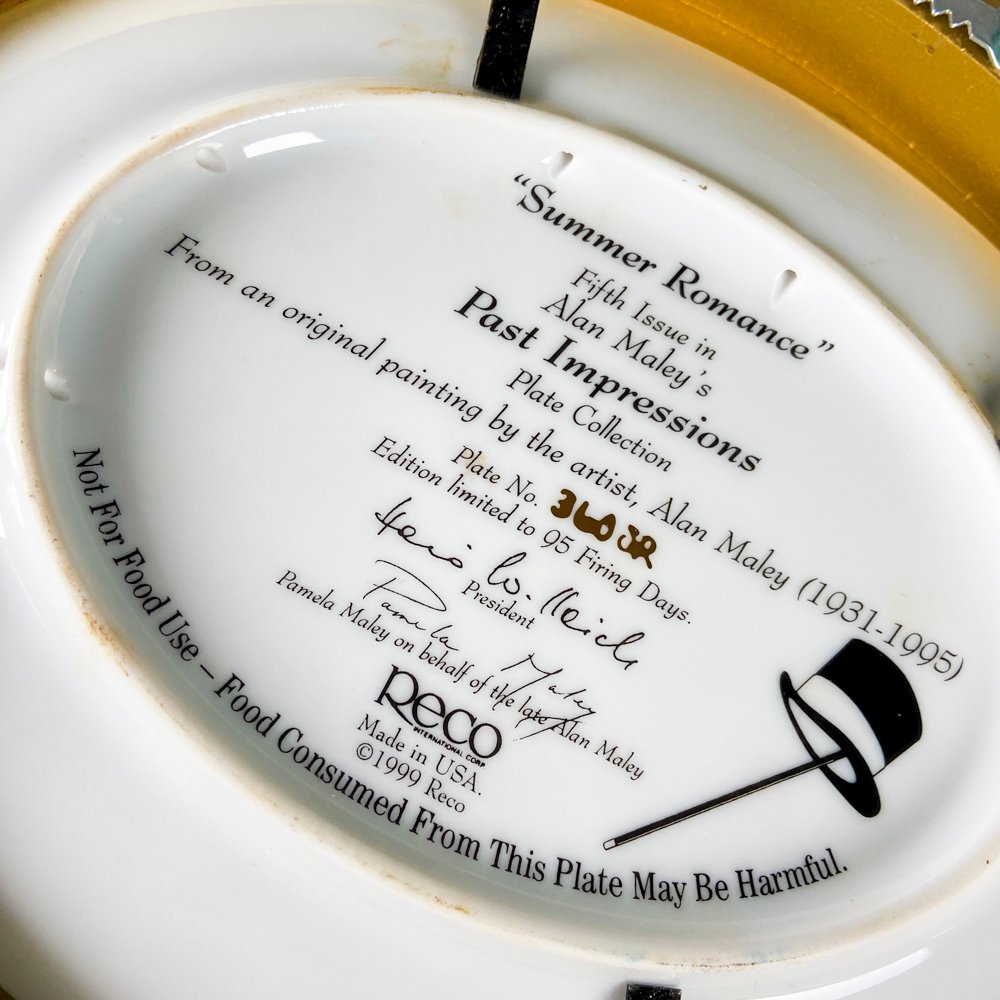 “Summer Romance”
Fifth Issue in
Alan Maley's
Past Impressions
Plate Collection
From an original painting by the artist, Alan Maley (1931-1995)
Plate No.
Edition limited to 95 Firing Days.
President
Pamela Maley
Pamela Maley on behalf of the late Alan Maley
Reco
INTERNATIONAL CORP
Made in USA.
©1999 Reco
Not For Food Use – Food Consumed From This Plate May Be Harmful.